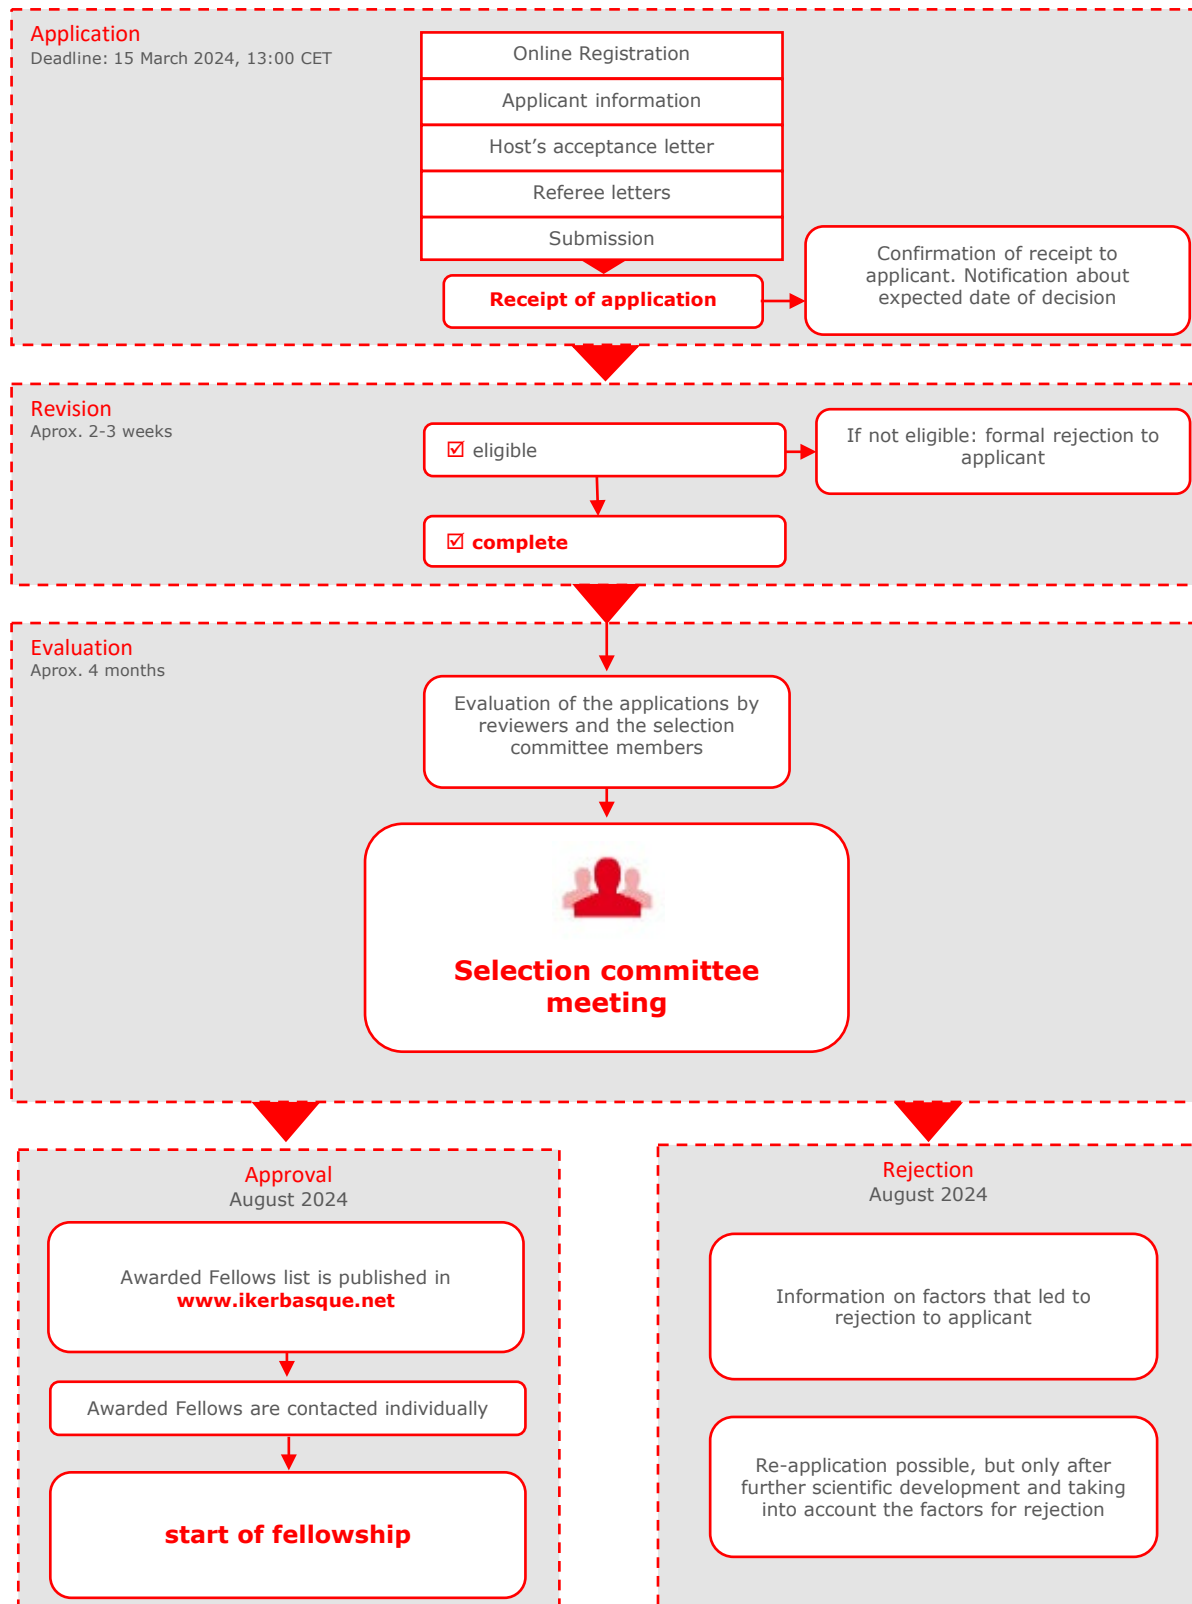 Application
Deadline: 15 March 2024, 13:00 CET
Online Registration
Applicant information
Host's acceptance letter
Referee letters
Submission
Receipt of application
Confirmation of receipt to
applicant. Notification about
expected date of decision
Revision
Aprox. 2-3 weeks
☑ eligible
If not eligible: formal rejection to
applicant
☑ complete
Evaluation
Aprox. 4 months
Evaluation of the applications by
reviewers and the selection
committee members
Selection committee
meeting
Approval
August 2024
Awarded Fellows list is published in
www.ikerbasque.net
Awarded Fellows are contacted individually
start of fellowship
Rejection
August 2024
Information on factors that led to
rejection to applicant
Re-application possible, but only after
further scientific development and taking
into account the factors for rejection